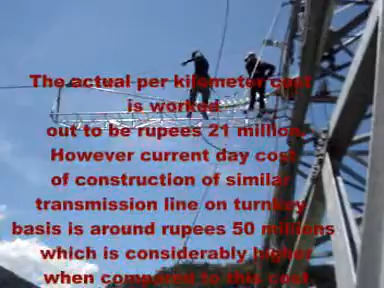 The actual per kilometer cost
is worked
out to be rupees 21 million.
However current day cost
of construction of similar
transmission line on turnkey
basis is around rupees 50 millions
which is considerably higher
when compared to this cost